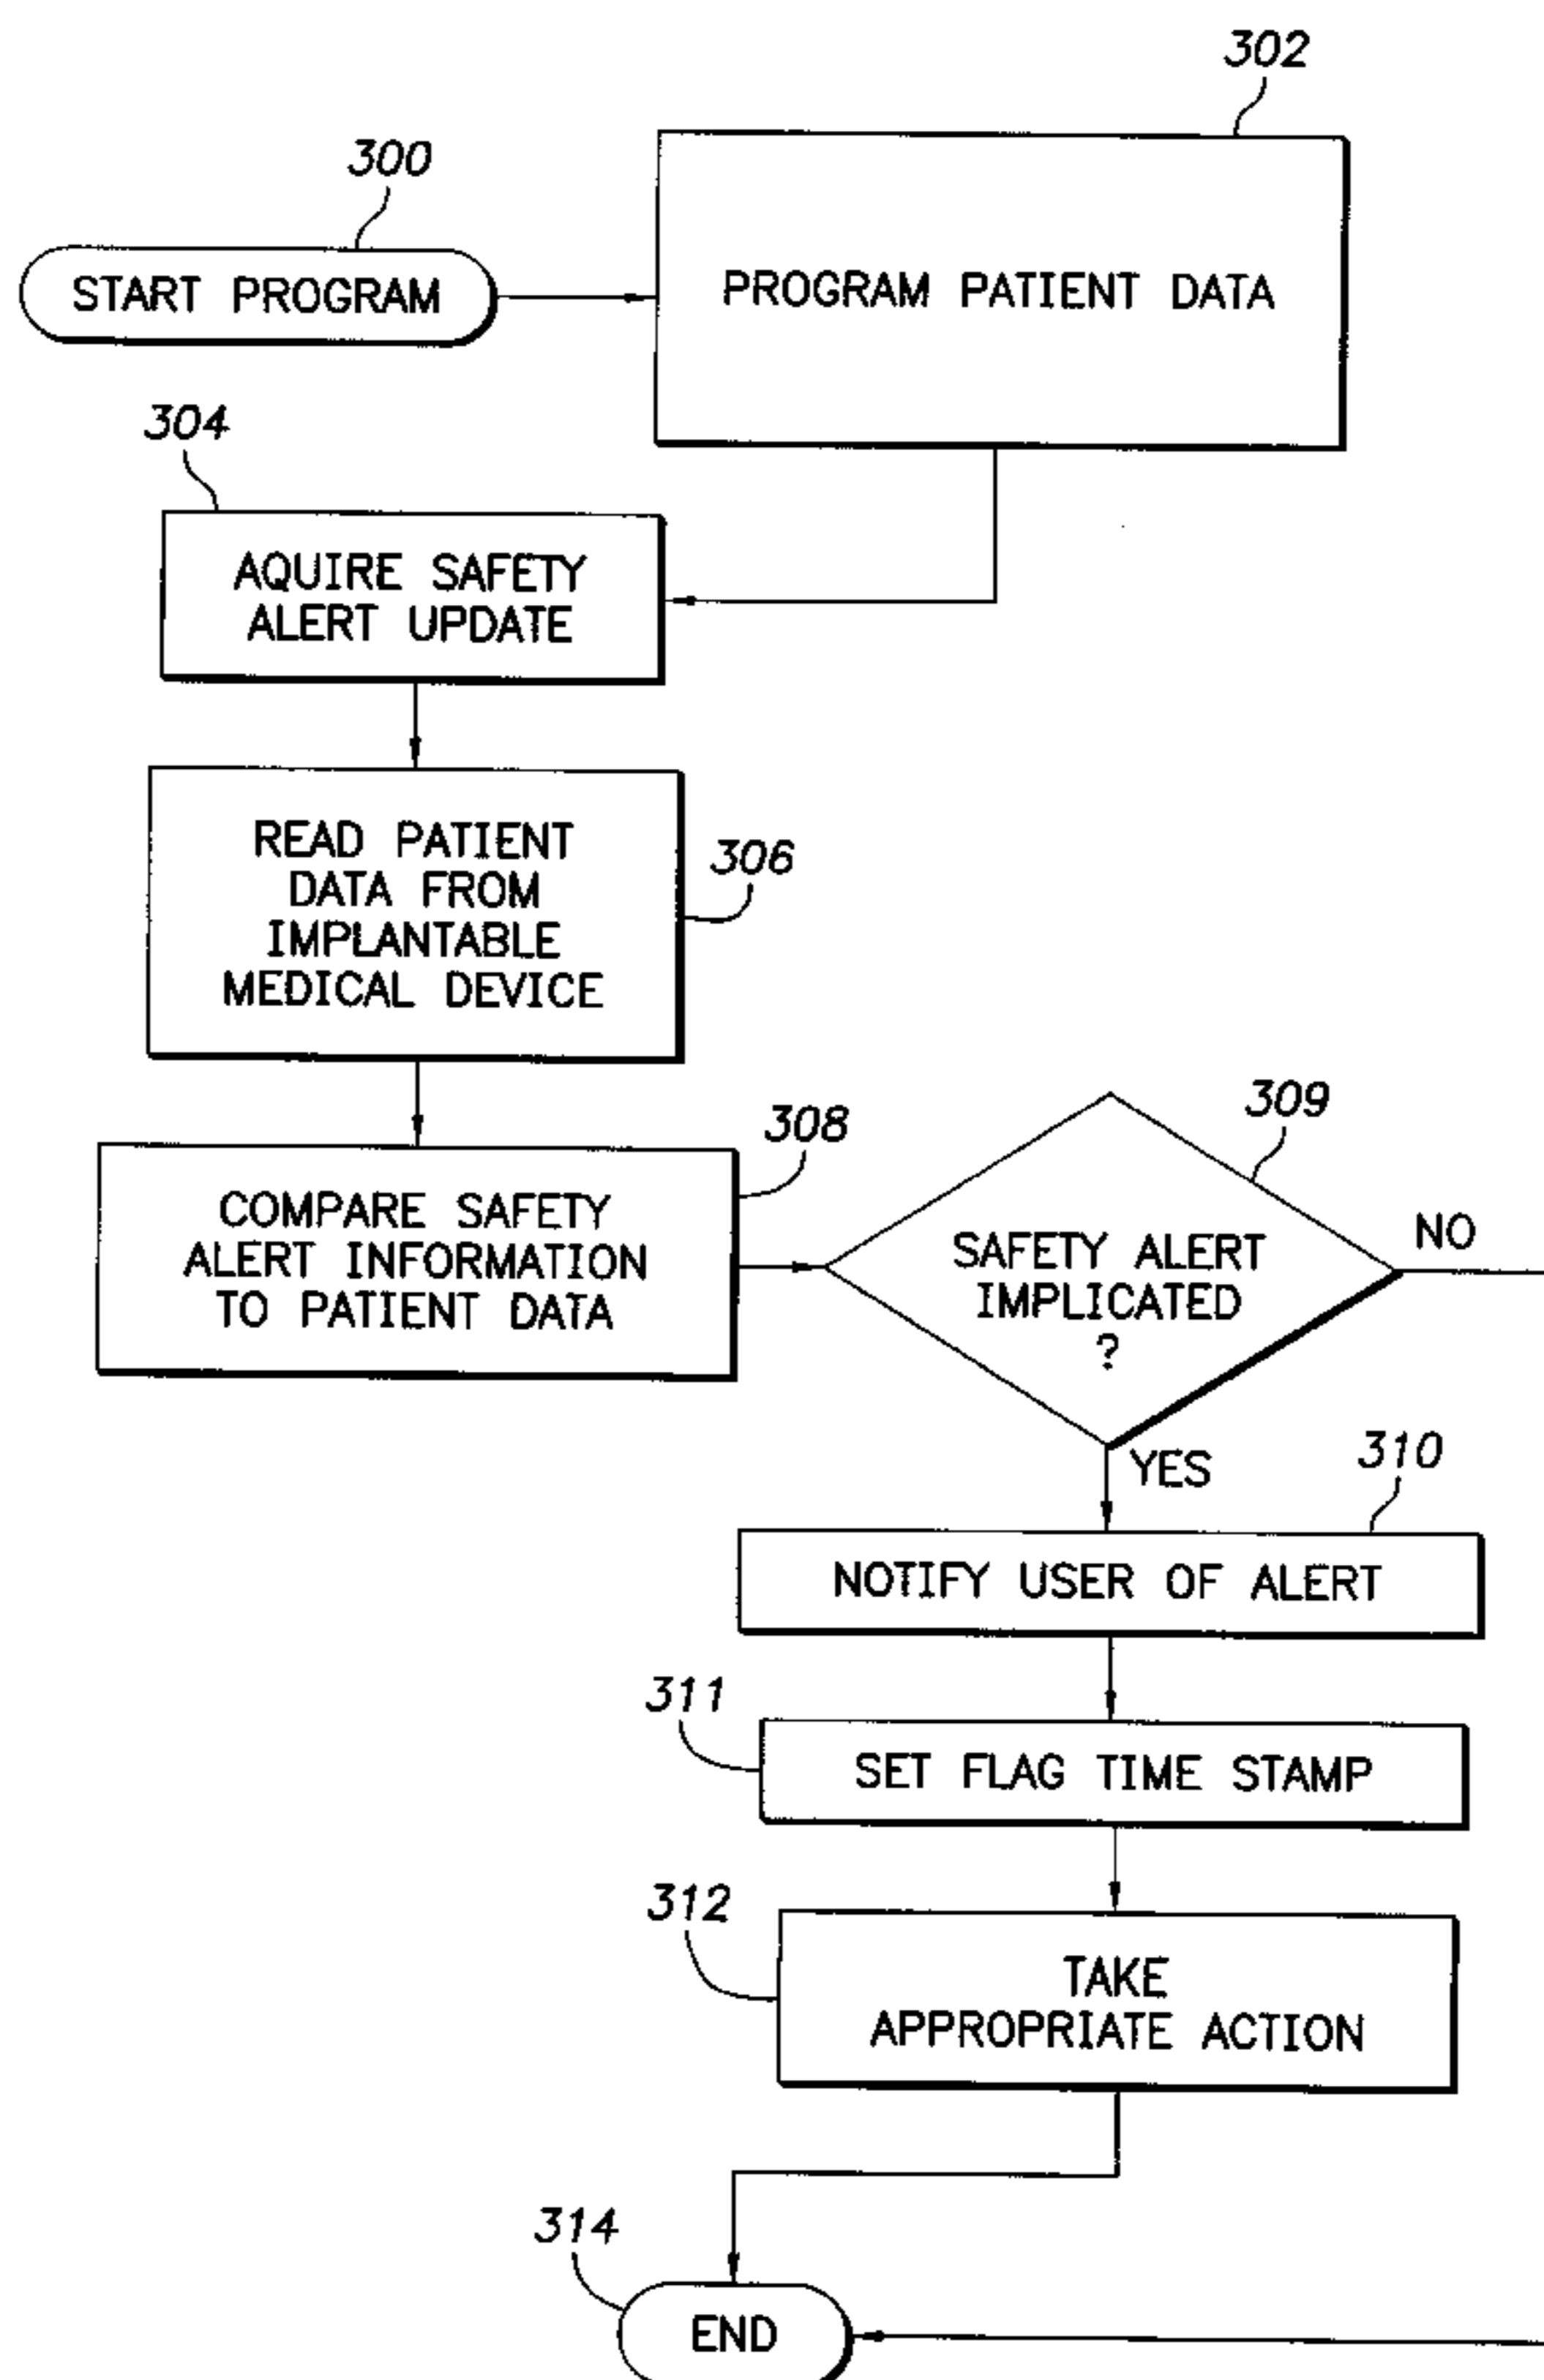 302
300
START PROGRAM
PROGRAM PATIENT DATA
304
AQUIRE SAFETY
ALERT UPDATE
READ PATIENT
DATA FROM
IMPLANTABLE
MEDICAL DEVICE
306
308
COMPARE SAFETY
ALERT INFORMATION
TO PATIENT DATA
309
SAFETY ALERT
IMPLICATED
?
NO
YES
310
NOTIFY USER OF ALERT
311
SET FLAG TIME STAMP
312
TAKE
APPROPRIATE ACTION
314
END